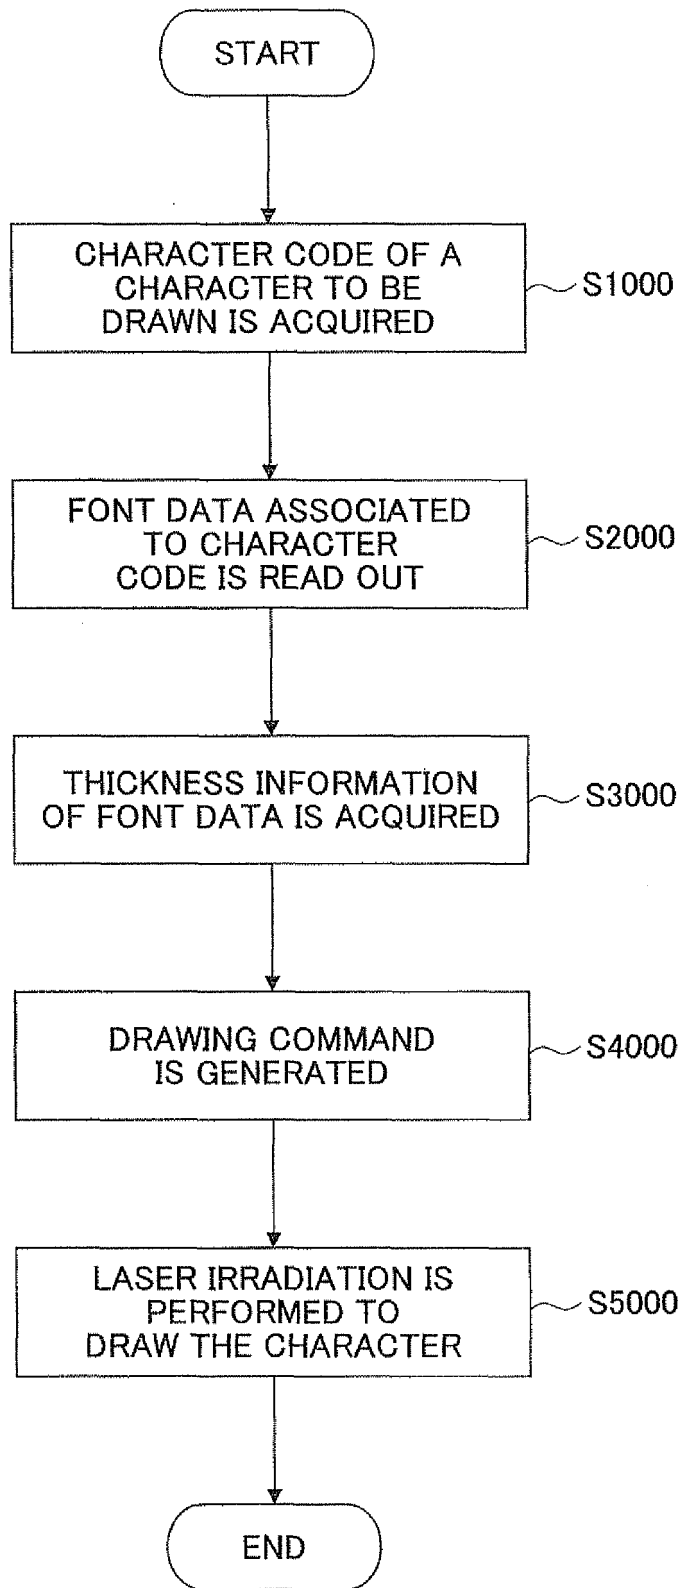 START
CHARACTER CODE OF A
CHARACTER TO BE
DRAWN IS ACQUIRED
S1000
FONT DATA ASSOCIATED
TO CHARACTER
CODE IS READ OUT
S2000
THICKNESS INFORMATION
OF FONT DATA IS ACQUIRED
S3000
DRAWING COMMAND
IS GENERATED
S4000
LASER IRRADIATION IS
PERFORMED TO
DRAW THE CHARACTER
S5000
END